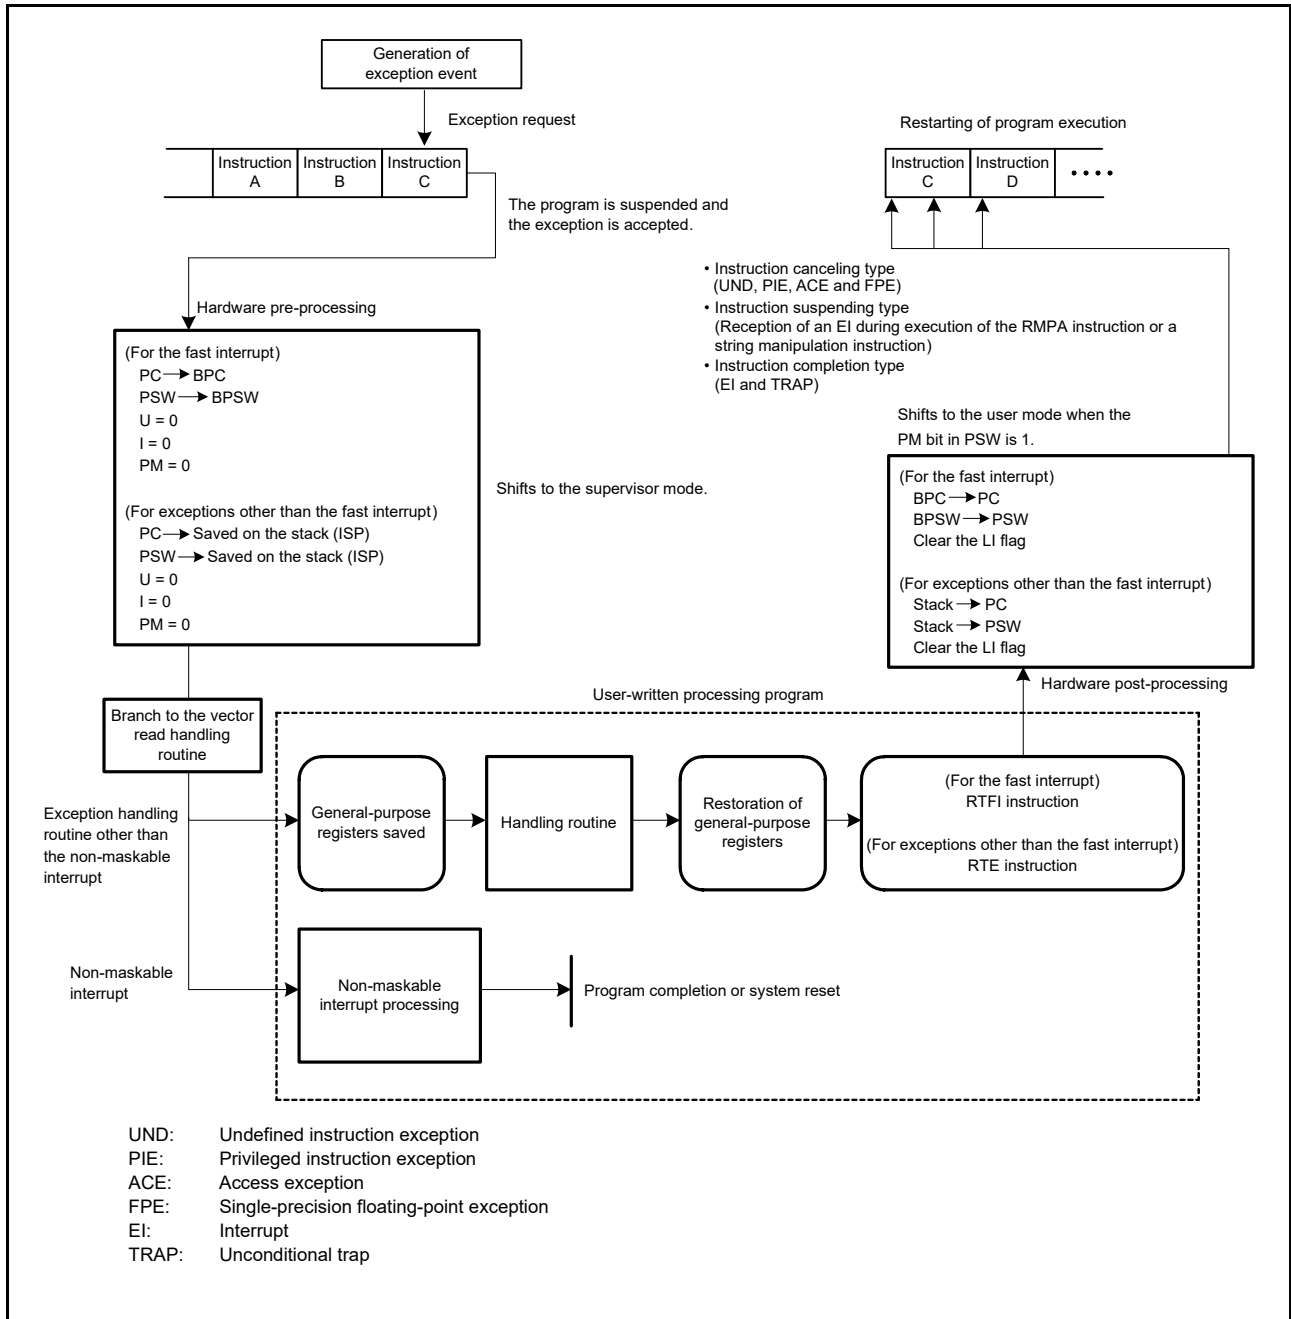 Generation of
exception event
Exception request
Instruction
A
Instruction
B
Instruction
C
The program is suspended and
the exception is accepted.
Restarting of program execution
Instruction
C
Instruction
D
• • • •
• Instruction canceling type
(UND, PIE, ACE and FPE)
• Instruction suspending type
(Reception of an EI during execution of the RMPA instruction or a
string manipulation instruction)
• Instruction completion type
(EI and TRAP)
Hardware pre-processing
(For the fast interrupt)
PC → BPC
PSW → BPSW
U = 0
I = 0
PM = 0
(For exceptions other than the fast interrupt)
PC → Saved on the stack (ISP)
PSW → Saved on the stack (ISP)
U = 0
I = 0
PM = 0
Shifts to the supervisor mode.
Shifts to the user mode when the
PM bit in PSW is 1.
(For the fast interrupt)
BPC → PC
BPSW → PSW
Clear the LI flag
(For exceptions other than the fast interrupt)
Stack → PC
Stack → PSW
Clear the LI flag
Hardware post-processing
Branch to the vector
read handling
routine
User-written processing program
Exception handling
routine other than
the non-maskable
interrupt
General-purpose
registers saved
Handling routine
Restoration of
general-purpose
registers
(For the fast interrupt)
RTFI instruction
(For exceptions other than the fast interrupt)
RTE instruction
Non-maskable
interrupt
Non-maskable
interrupt processing
Program completion or system reset
UND: Undefined instruction exception
PIE: Privileged instruction exception
ACE: Access exception
FPE: Single-precision floating-point exception
EI: Interrupt
TRAP: Unconditional trap